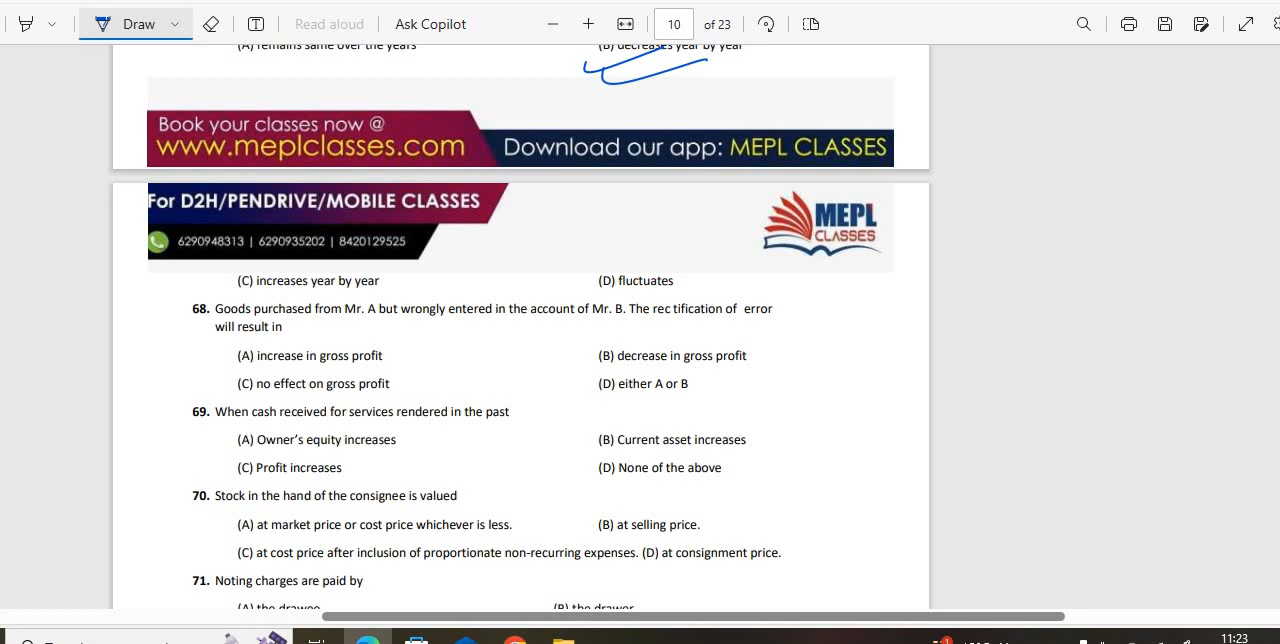 Draw
Read aloud
Ask Copilot
10 of 23
(A) remains same over the years (B) decreases year by year
Book your classes now @
www.meplclasses.com
Download our app: MEPL CLASSES
For D2H/PENDRIVE/MOBILE CLASSES
6290948313 | 6290935202 | 8420129525
MEPL
CLASSES
(C) increases year by year (D) fluctuates
68. Goods purchased from Mr. A but wrongly entered in the account of Mr. B. The rec tification of error
will result in
(A) increase in gross profit (B) decrease in gross profit
(C) no effect on gross profit (D) either A or B
69. When cash received for services rendered in the past
(A) Owner’s equity increases (B) Current asset increases
(C) Profit increases (D) None of the above
70. Stock in the hand of the consignee is valued
(A) at market price or cost price whichever is less. (B) at selling price.
(C) at cost price after inclusion of proportionate non-recurring expenses. (D) at consignment price.
71. Noting charges are paid by
(A) the drawee (B) the drawer
1
11:23